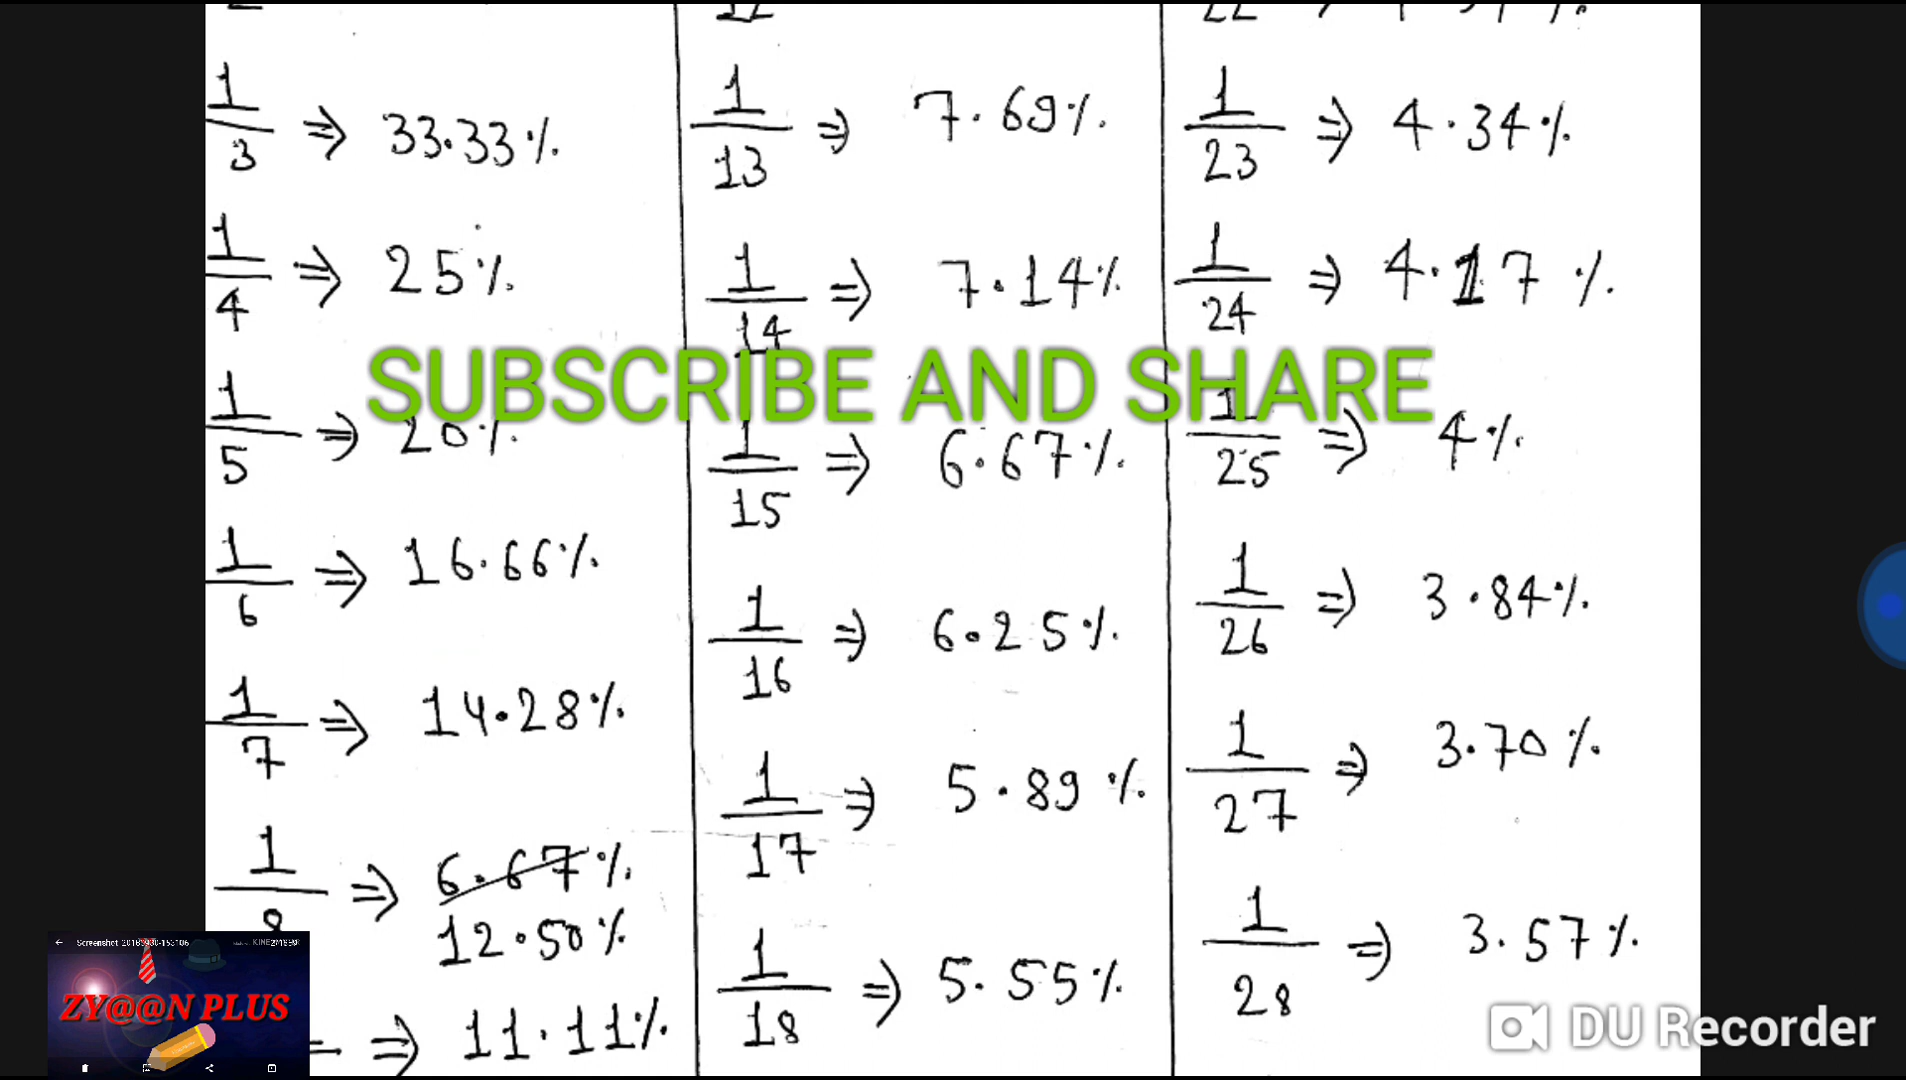 1/3 ⇒ 33.33%
1/4 ⇒ 25%
1/5 ⇒ 20%
1/6 ⇒ 16.66%
1/7 ⇒ 14.28%
1/8 ⇒ 6.67%
12.50%
⇒ 11.11%
1/13 ⇒ 7.69%
1/14 ⇒ 7.14%
1/15 ⇒ 6.67%
1/16 ⇒ 6.25%
1/17 ⇒ 5.89%
1/18 ⇒ 5.55%
1/23 ⇒ 4.34%
1/24 ⇒ 4.17%
1/25 ⇒ 4%
1/26 ⇒ 3.84%
1/27 ⇒ 3.70%
1/28 ⇒ 3.57%
SUBSCRIBE AND SHARE
ZY@@N PLUS
DU Recorder